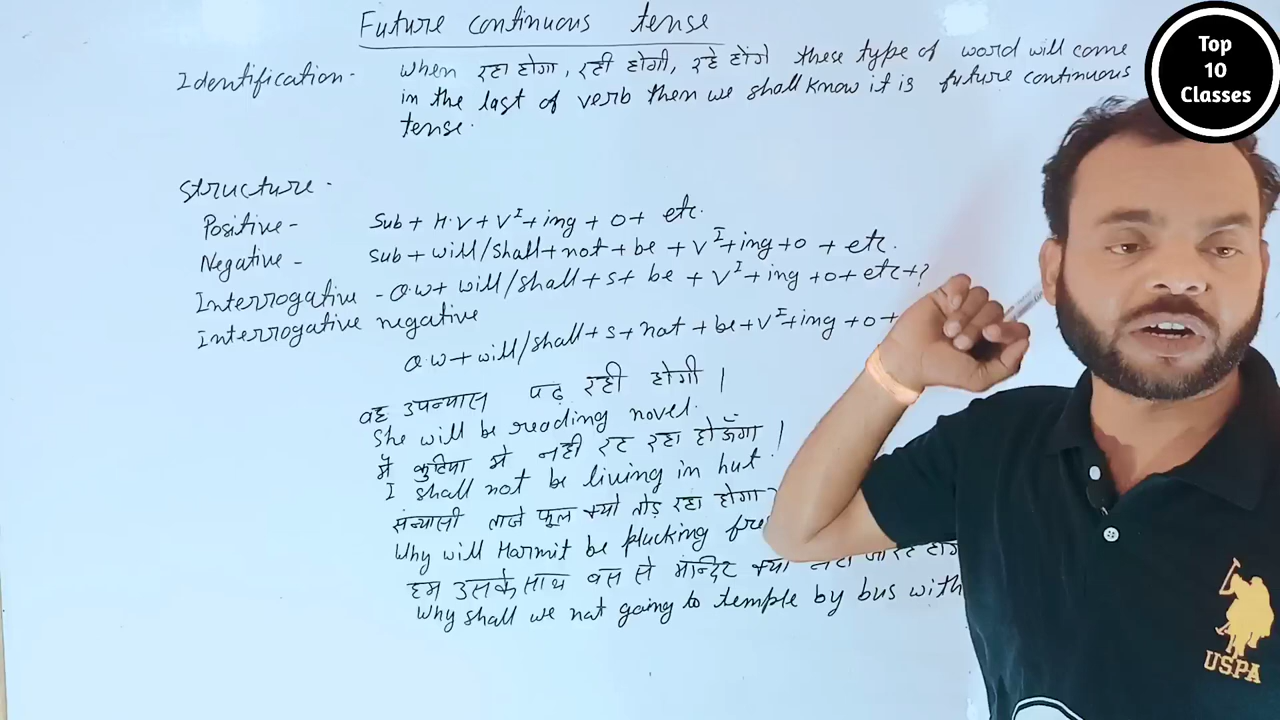 Future continuous tense
Top
10
Classes
Identification- when रहा होगा, रही होगी, रहे होंगे these type of word will come
in the last of verb then we shall know it is future continuous
tense.
Structure-
Positive- Sub + H.V + V^I + ing + O + etc.
Negative- Sub + will/shall + not + be + V^I + ing + O + etc.
Interrogative - Q.W + will/shall + S + be + V^I + ing + O + etc + ?
Interrogative negative
Q.W + will/shall + S + not + be + V^I + ing + O +
वह उपन्यास पढ़ रही होगी ।
She will be reading novel.
मैं कुटिया में नही रह रहा होऊँगा ।
I shall not be living in hut.
संन्यासी ताजे फूल क्यो तोड़ रहा होगा ?
Why will Harmit be plucking fre
हम उसके साथ बस से मन्दिर क्यों
Why shall we not going to temple by bus with
USPA